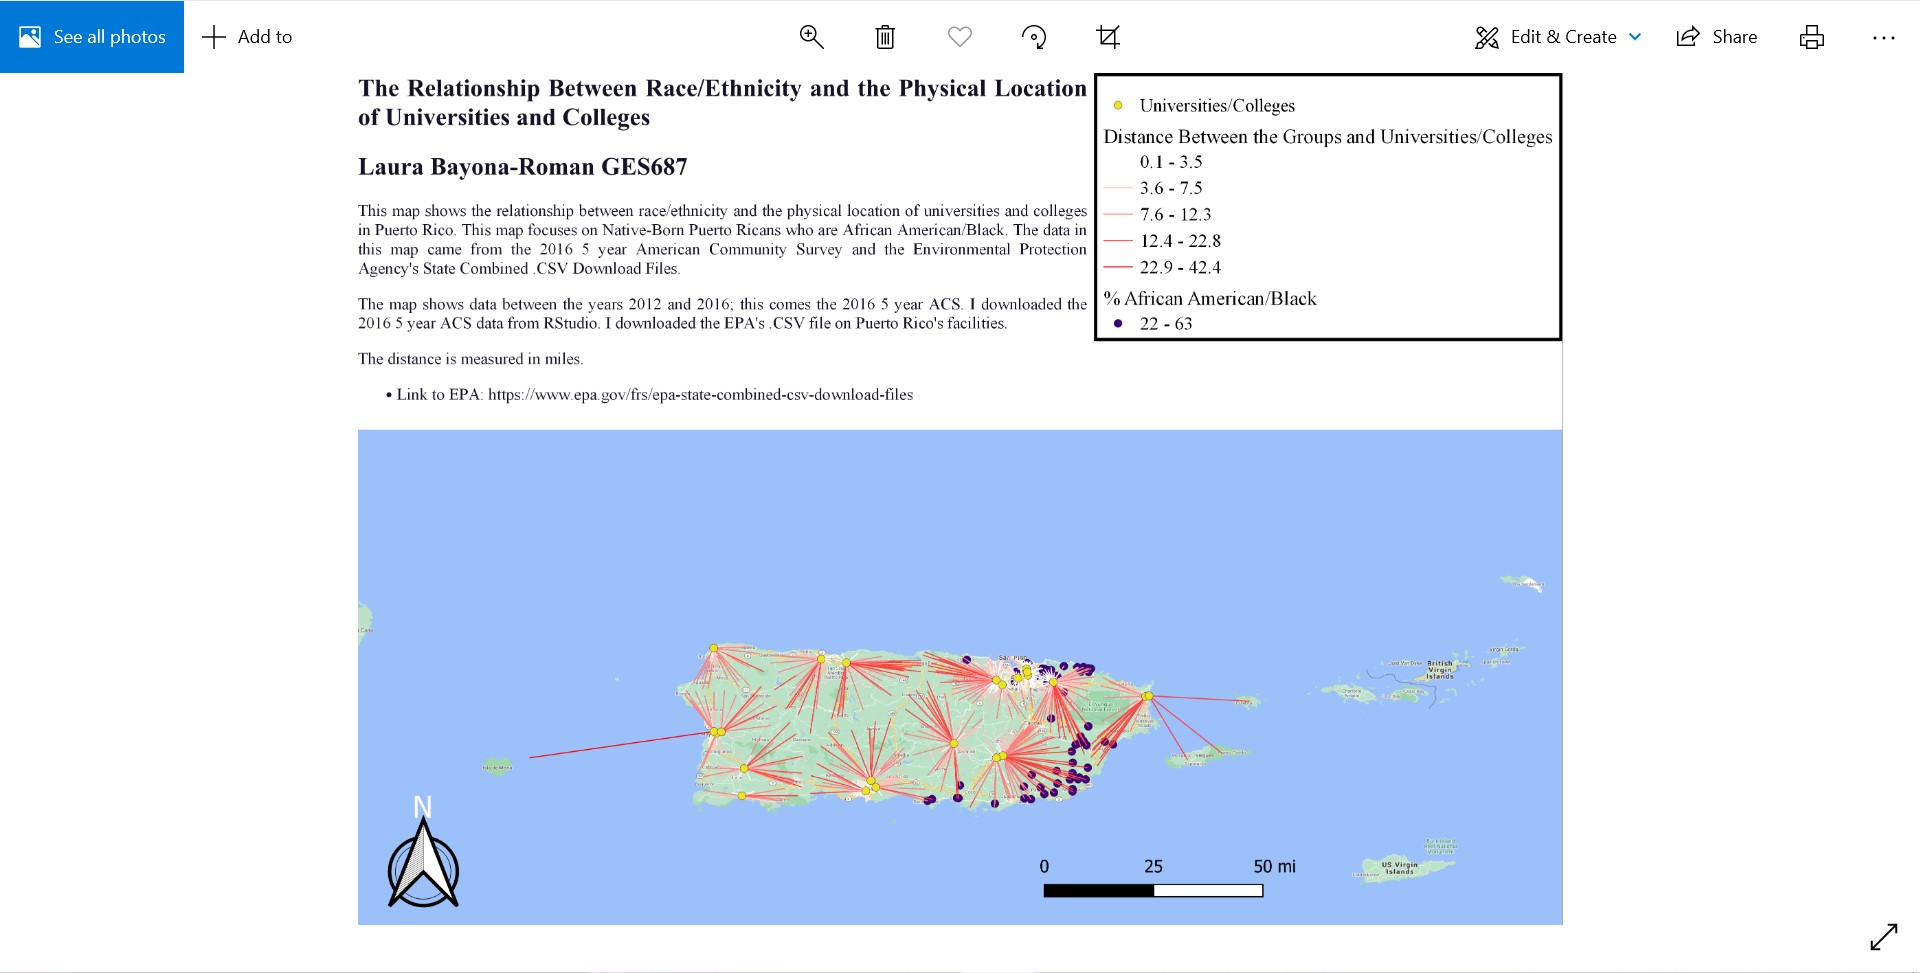 See all photos
Add to
Edit & Create
Share
The Relationship Between Race/Ethnicity and the Physical Location
of Universities and Colleges
Laura Bayona-Roman GES687
This map shows the relationship between race/ethnicity and the physical location of universities and colleges
in Puerto Rico. This map focuses on Native-Born Puerto Ricans who are African American/Black. The data in
this map came from the 2016 5 year American Community Survey and the Environmental Protection
Agency's State Combined .CSV Download Files.
The map shows data between the years 2012 and 2016; this comes the 2016 5 year ACS. I downloaded the
2016 5 year ACS data from RStudio. I downloaded the EPA's .CSV file on Puerto Rico's facilities.
The distance is measured in miles.
• Link to EPA: https://www.epa.gov/frs/epa-state-combined-csv-download-files
Universities/Colleges
Distance Between the Groups and Universities/Colleges
0.1 - 3.5
3.6 - 7.5
7.6 - 12.3
12.4 - 22.8
22.9 - 42.4
% African American/Black
22 - 63
British
Virgin
Islands
N
0 25 50 mi
US Virgin
Islands